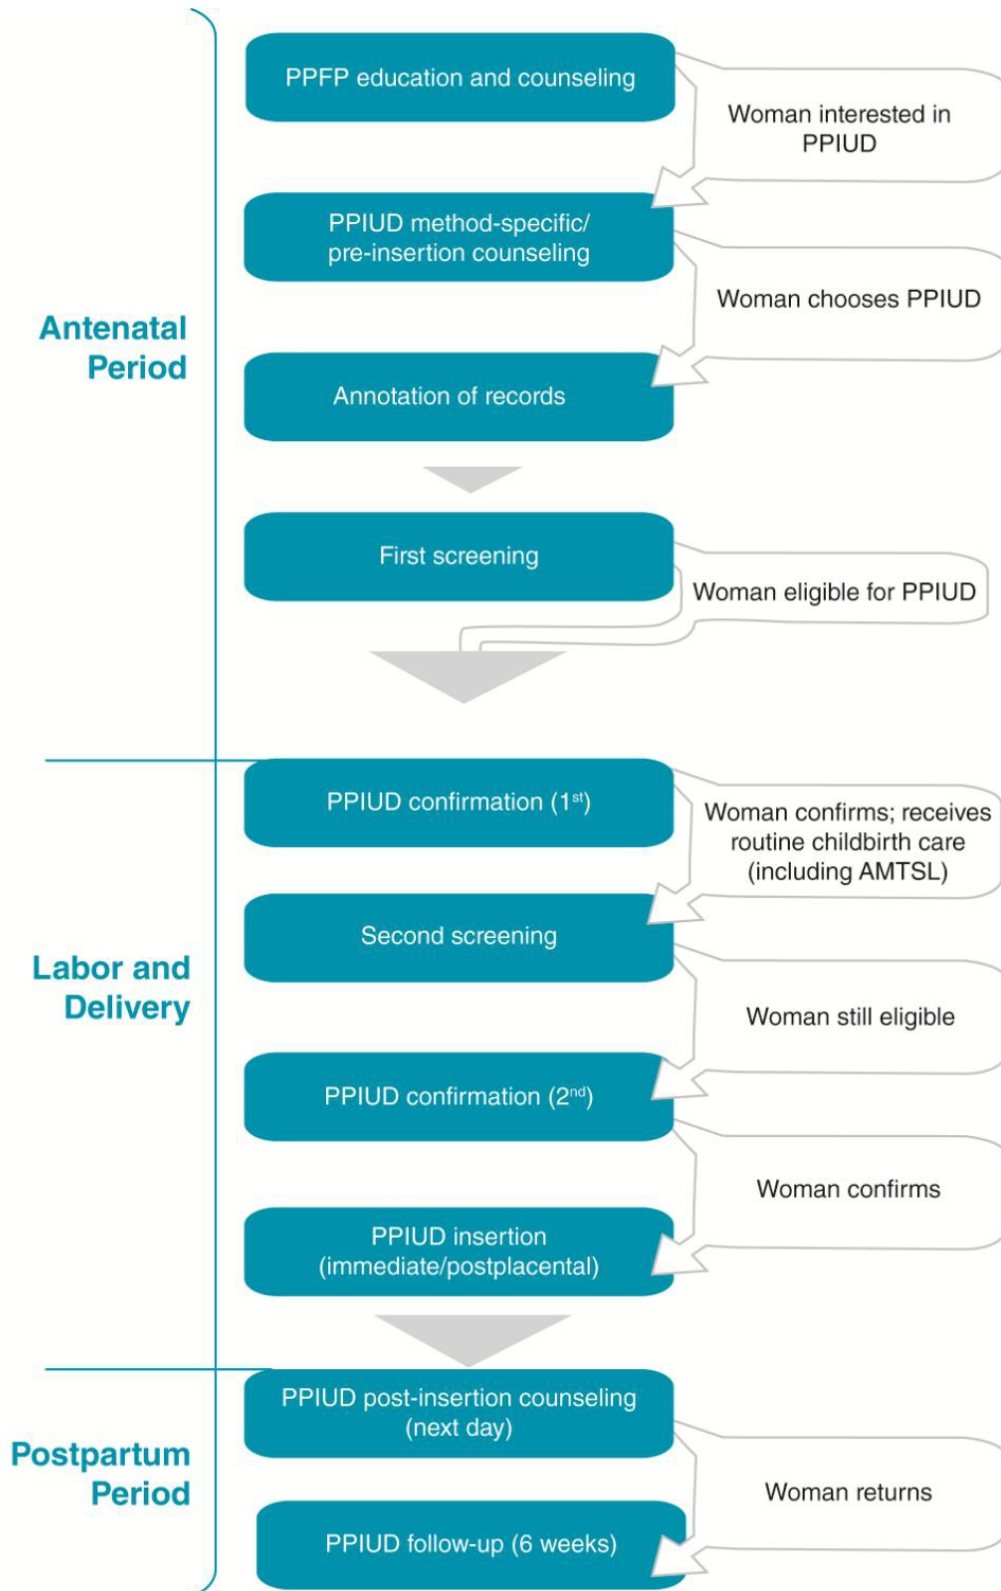 PPFP education and counseling
Woman interested in
PPIUD
PPIUD method-specific/
pre-insertion counseling
Woman chooses PPIUD
Antenatal
Period
Annotation of records
First screening
Woman eligible for PPIUD
PPIUD confirmation (1st)
Woman confirms; receives
routine childbirth care
(including AMTSL)
Second screening
Labor and
Delivery
Woman still eligible
PPIUD confirmation (2nd)
Woman confirms
PPIUD insertion
(immediate/postplacental)
PPIUD post-insertion counseling
(next day)
Postpartum
Period
Woman returns
PPIUD follow-up (6 weeks)